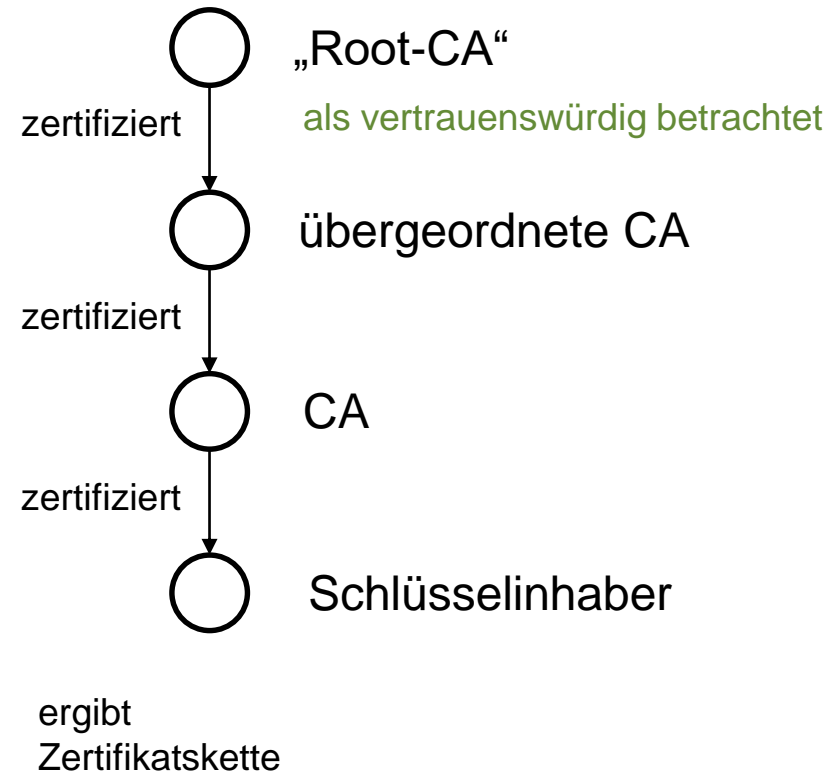 „Root-CA“
zertifiziert
als vertrauenswürdig betrachtet
übergeordnete CA
zertifiziert
CA
zertifiziert
Schlüsselinhaber
ergibt
Zertifikatskette